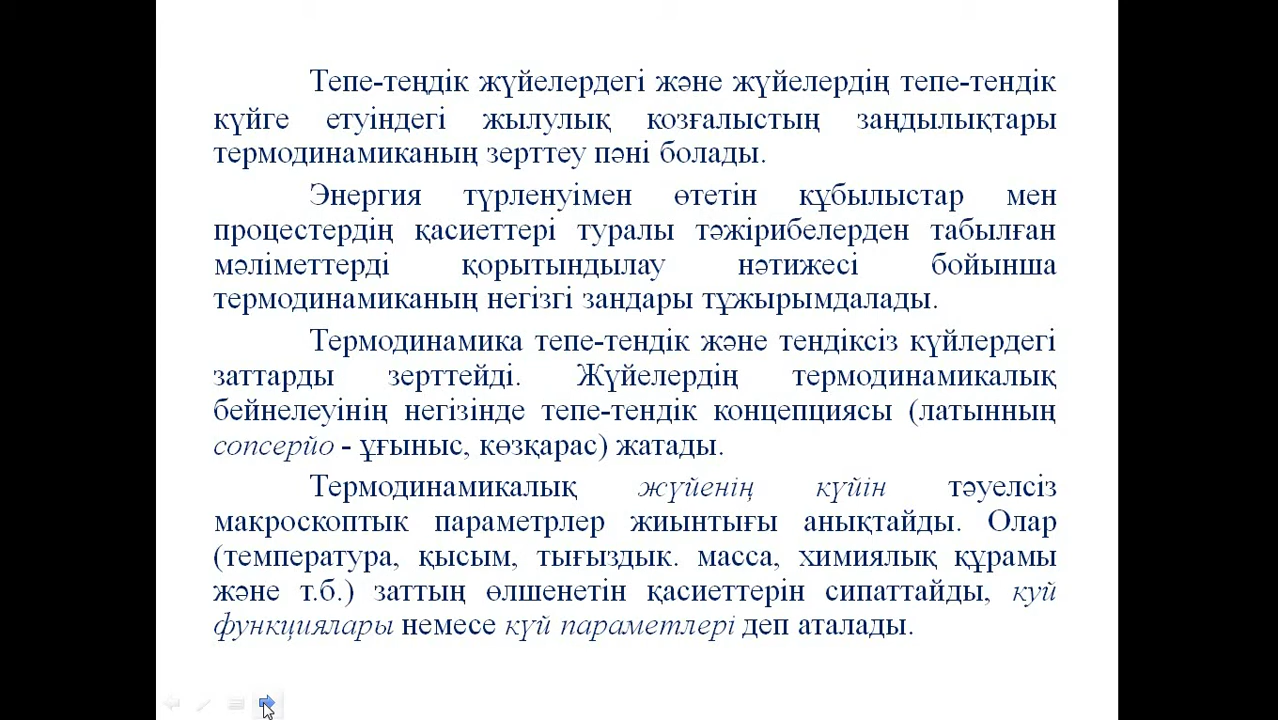 Тепе-теңдік жүйелердегі және жүйелердің тепе-тендік
күйге етуіндегі жылулық козғалыстың заңдылықтары
термодинамиканың зерттеу пәні болады.
Энергия түрленуімен өтетін құбылыстар мен
процестердің қасиеттері туралы тәжірибелерден табылған
мәліметтерді қорытындылау нәтижесі бойынша
термодинамиканың негізгі зандары тұжырымдалады.
Термодинамика тепе-тендік және тендіксіз күйлердегі
заттарды зерттейді. Жүйелердің термодинамикалық
бейнелеуінің негізінде тепе-тендік концепциясы (латынның
сопсерйо - ұғыныс, көзқарас) жатады.
Термодинамикалық жүйенің күйін тәуелсіз
макроскоптык параметрлер жиынтығы анықтайды. Олар
(температура, қысым, тығыздык. масса, химиялық құрамы
және т.б.) заттың өлшенетін қасиеттерін сипаттайды, куй
функциялары немесе күй параметлері деп аталады.